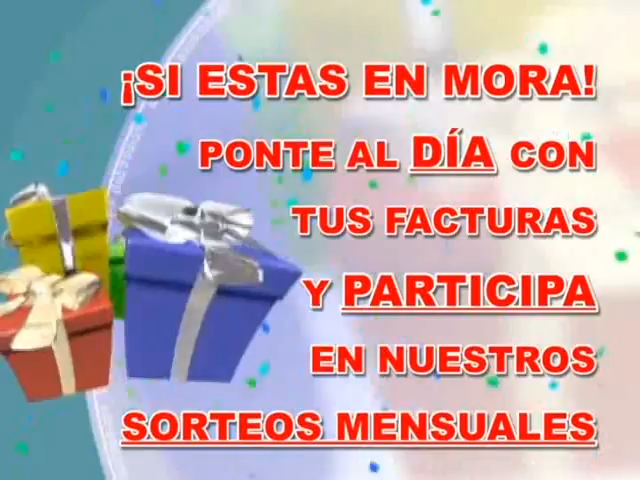 ¡SI ESTAS EN MORA!
PONTE AL DÍA CON
TUS FACTURAS
Y PARTICIPA
EN NUESTROS
SORTEOS MENSUALES